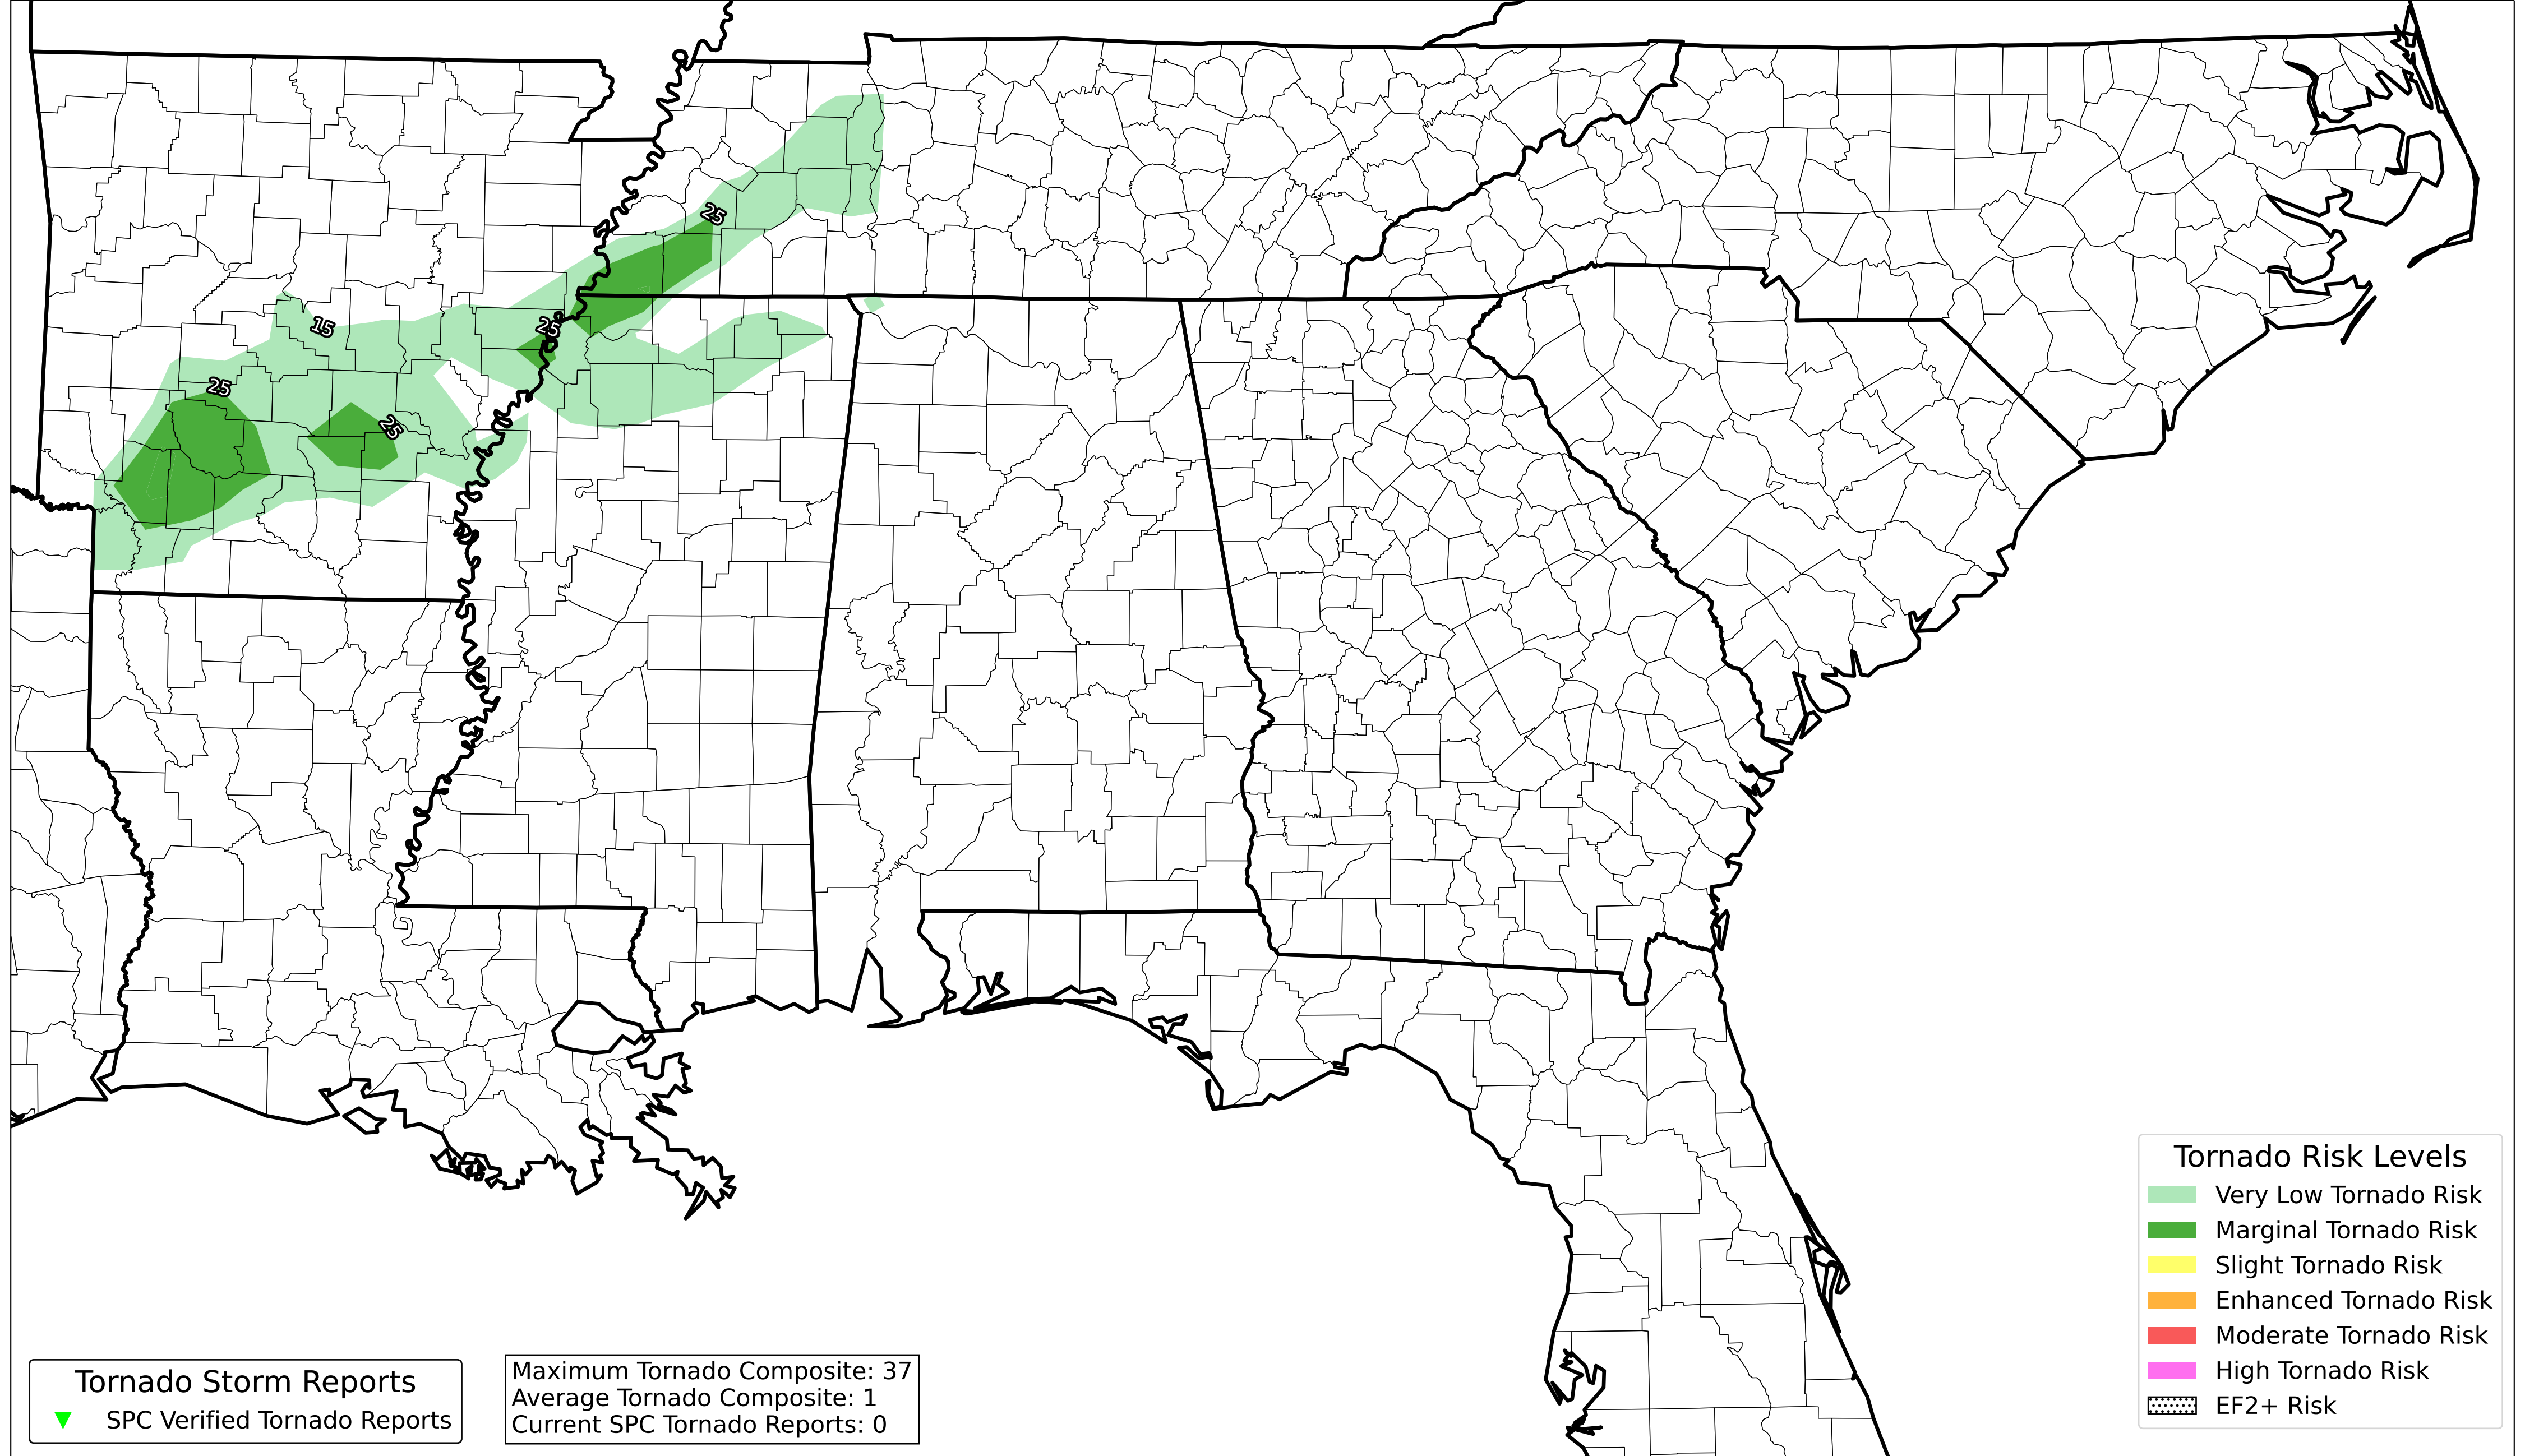 25
15
25
25
25
Tornado Risk Levels
Very Low Tornado Risk
Marginal Tornado Risk
Slight Tornado Risk
Enhanced Tornado Risk
Moderate Tornado Risk
High Tornado Risk
EF2+ Risk
Tornado Storm Reports
SPC Verified Tornado Reports
Maximum Tornado Composite: 37
Average Tornado Composite: 1
Current SPC Tornado Reports: 0